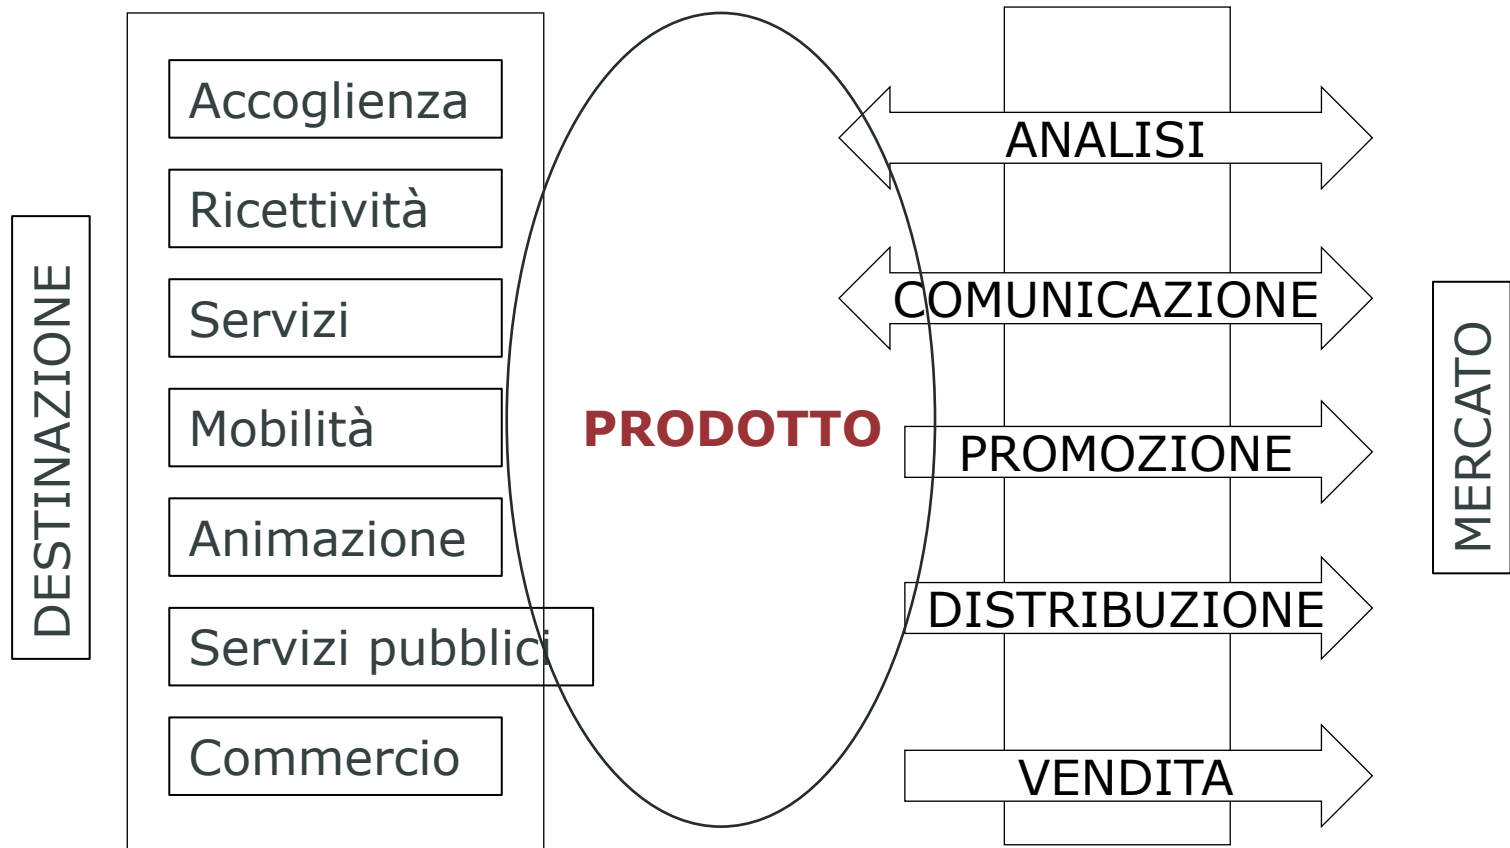 DESTINAZIONE
Accoglienza
Ricettività
Servizi
Mobilità
Animazione
Servizi pubblici
Commercio
PRODOTTO
ANALISI
COMUNICAZIONE
PROMOZIONE
DISTRIBUZIONE
VENDITA
MERCATO